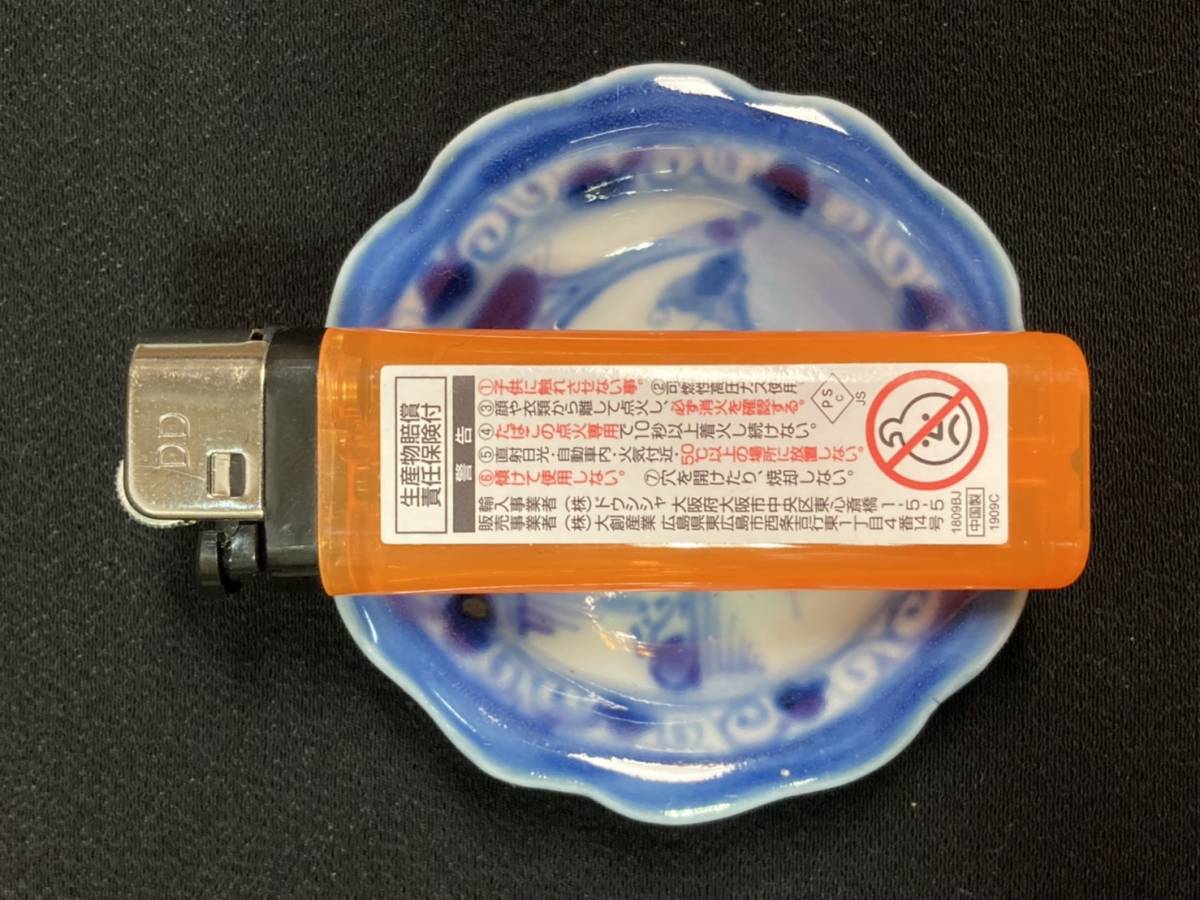 DD
生産物賠償
責任保険付
警告
①子供に触れさせない事。②可燃性高圧ガス使用
③顔や衣類から離して点火し、必ず消火を確認する。
④たばこの点火専用で10秒以上着火し続けない。
⑤直射日光・自動車内・火気付近・50℃以上の場所に放置しない。
⑥傾けて使用しない。 ⑦穴を開けたり、焼却しない。
輸入事業者 (株)ドウシシャ 大阪府大阪市中央区東心斎橋1-5-5
販売事業者 (株)大創産業 広島県東広島市西条吉行東1丁目4番14号
PS
C
JS
1809BJ
中国製
1909C